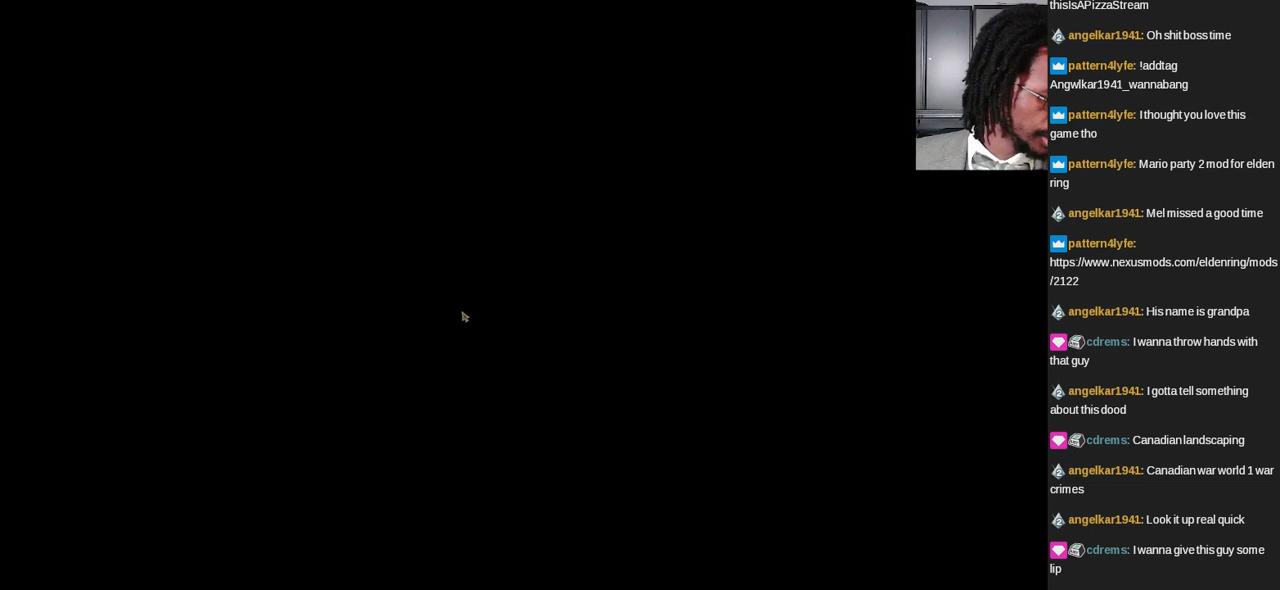 thisIsAPizzaStream
angelkar1941: Oh shit boss time
pattern4lyfe: !addtag
Angwlkar1941_wannabang
pattern4lyfe: I thought you love this
game tho
pattern4lyfe: Mario party 2 mod for elden
ring
angelkar1941: Mel missed a good time
pattern4lyfe:
https://www.nexusmods.com/eldenring/mods
/2122
angelkar1941: His name is grandpa
cdrems: I wanna throw hands with
that guy
angelkar1941: I gotta tell something
about this dood
cdrems: Canadian landscaping
angelkar1941: Canadian war world 1 war
crimes
angelkar1941: Look it up real quick
cdrems: I wanna give this guy some
lip